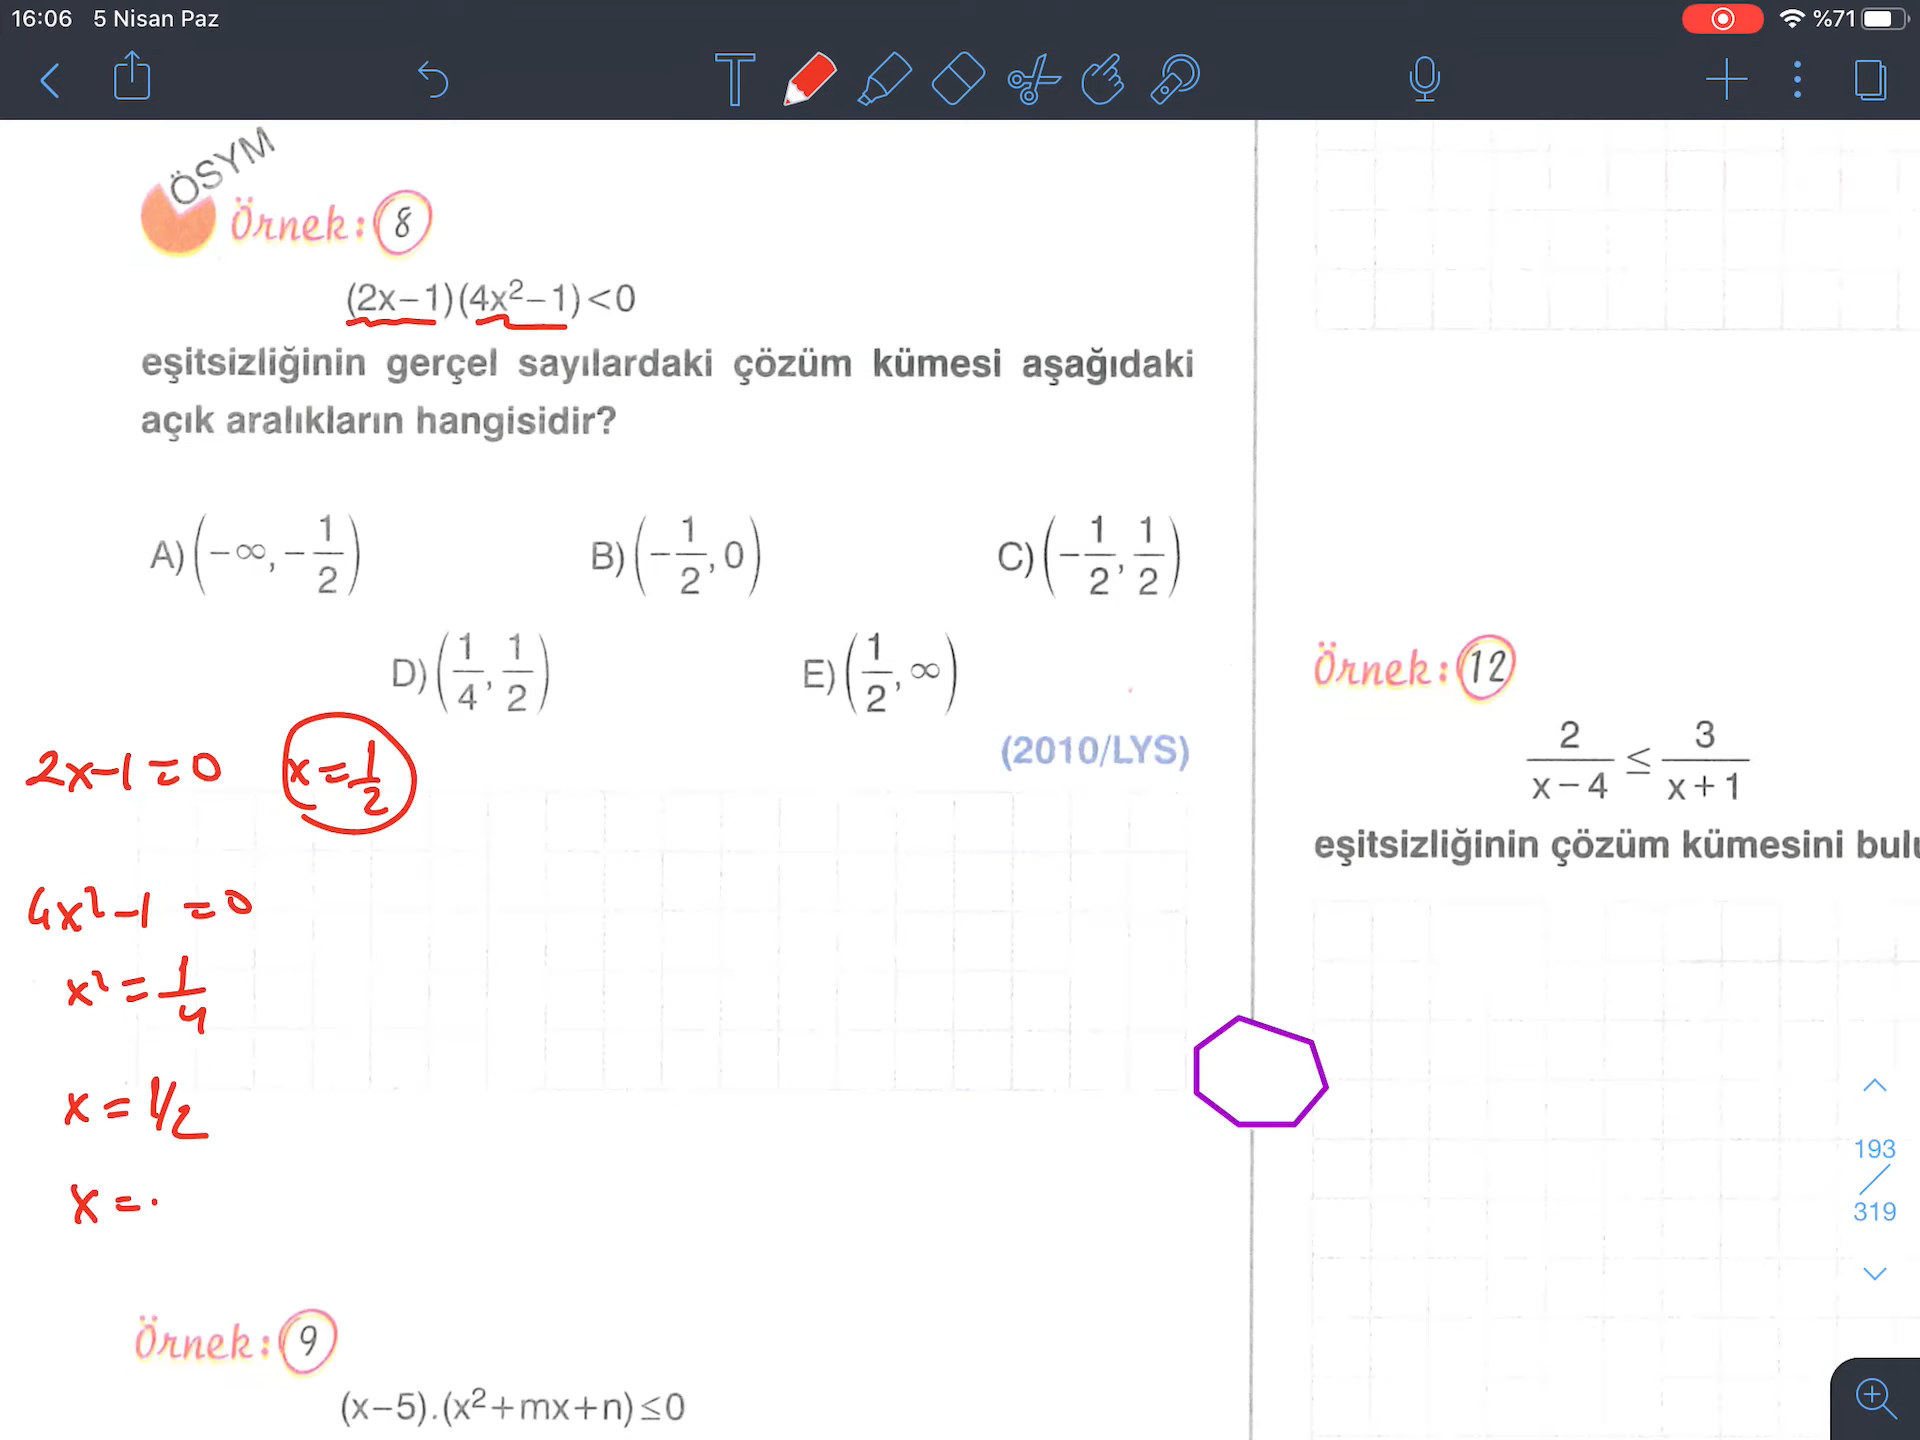 16:06 5 Nisan Paz
%71
ÖSYM
Örnek: 8
(2x−1)(4x²−1)<0
eşitsizliğinin gerçel sayılardaki çözüm kümesi aşağıdaki
açık aralıkların hangisidir?
A) (−∞, −1/2) B) (−1/2, 0) C) (−1/2, 1/2)
D) (1/4, 1/2) E) (1/2, ∞)
(2010/LYS)
2x−1=0 x=1/2
4x²−1=0
x²=1/4
x=1/2
x=
Örnek: 9
(x−5).(x²+mx+n)≤0
Örnek: 12
2/(x−4) ≤ 3/(x+1)
eşitsizliğinin çözüm kümesini bulu
193
/
319